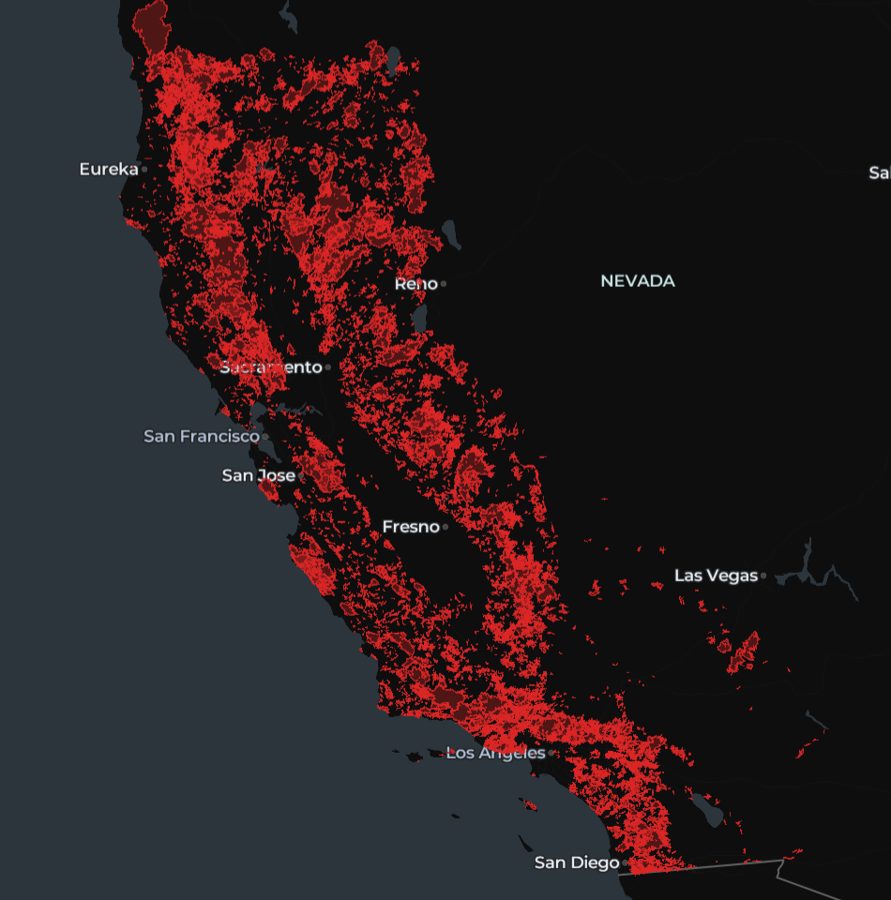 Eureka
Sa
Reno
NEVADA
Sacramento
San Francisco
San Jose
Fresno
Las Vegas
Los Angeles
San Diego